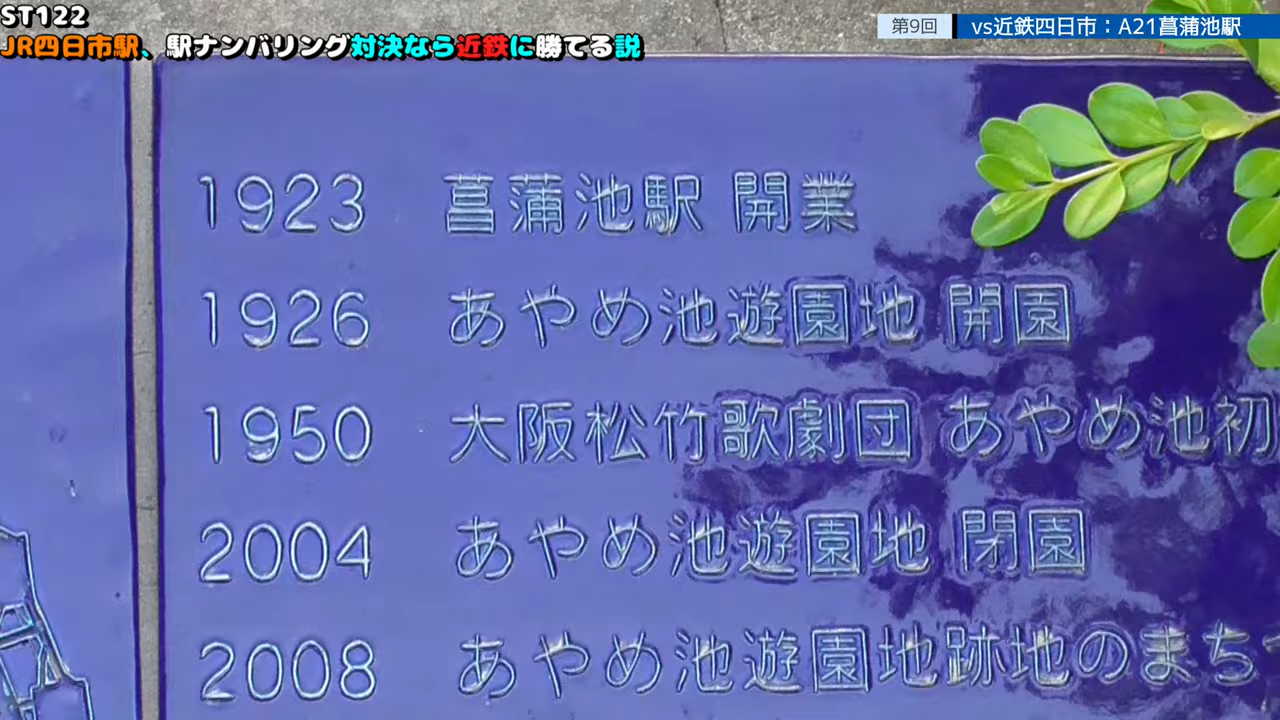 ST122
JR四日市駅、駅ナンバリング対決なら近鉄に勝てる説
第9回
vs近鉄四日市：A21菖蒲池駅
1923 菖蒲池駅 開業
1926 あやめ池遊園地 開園
1950 大阪松竹歌劇団 あやめ池初
2004 あやめ池遊園地 閉園
2008 あやめ池遊園地跡地のまち